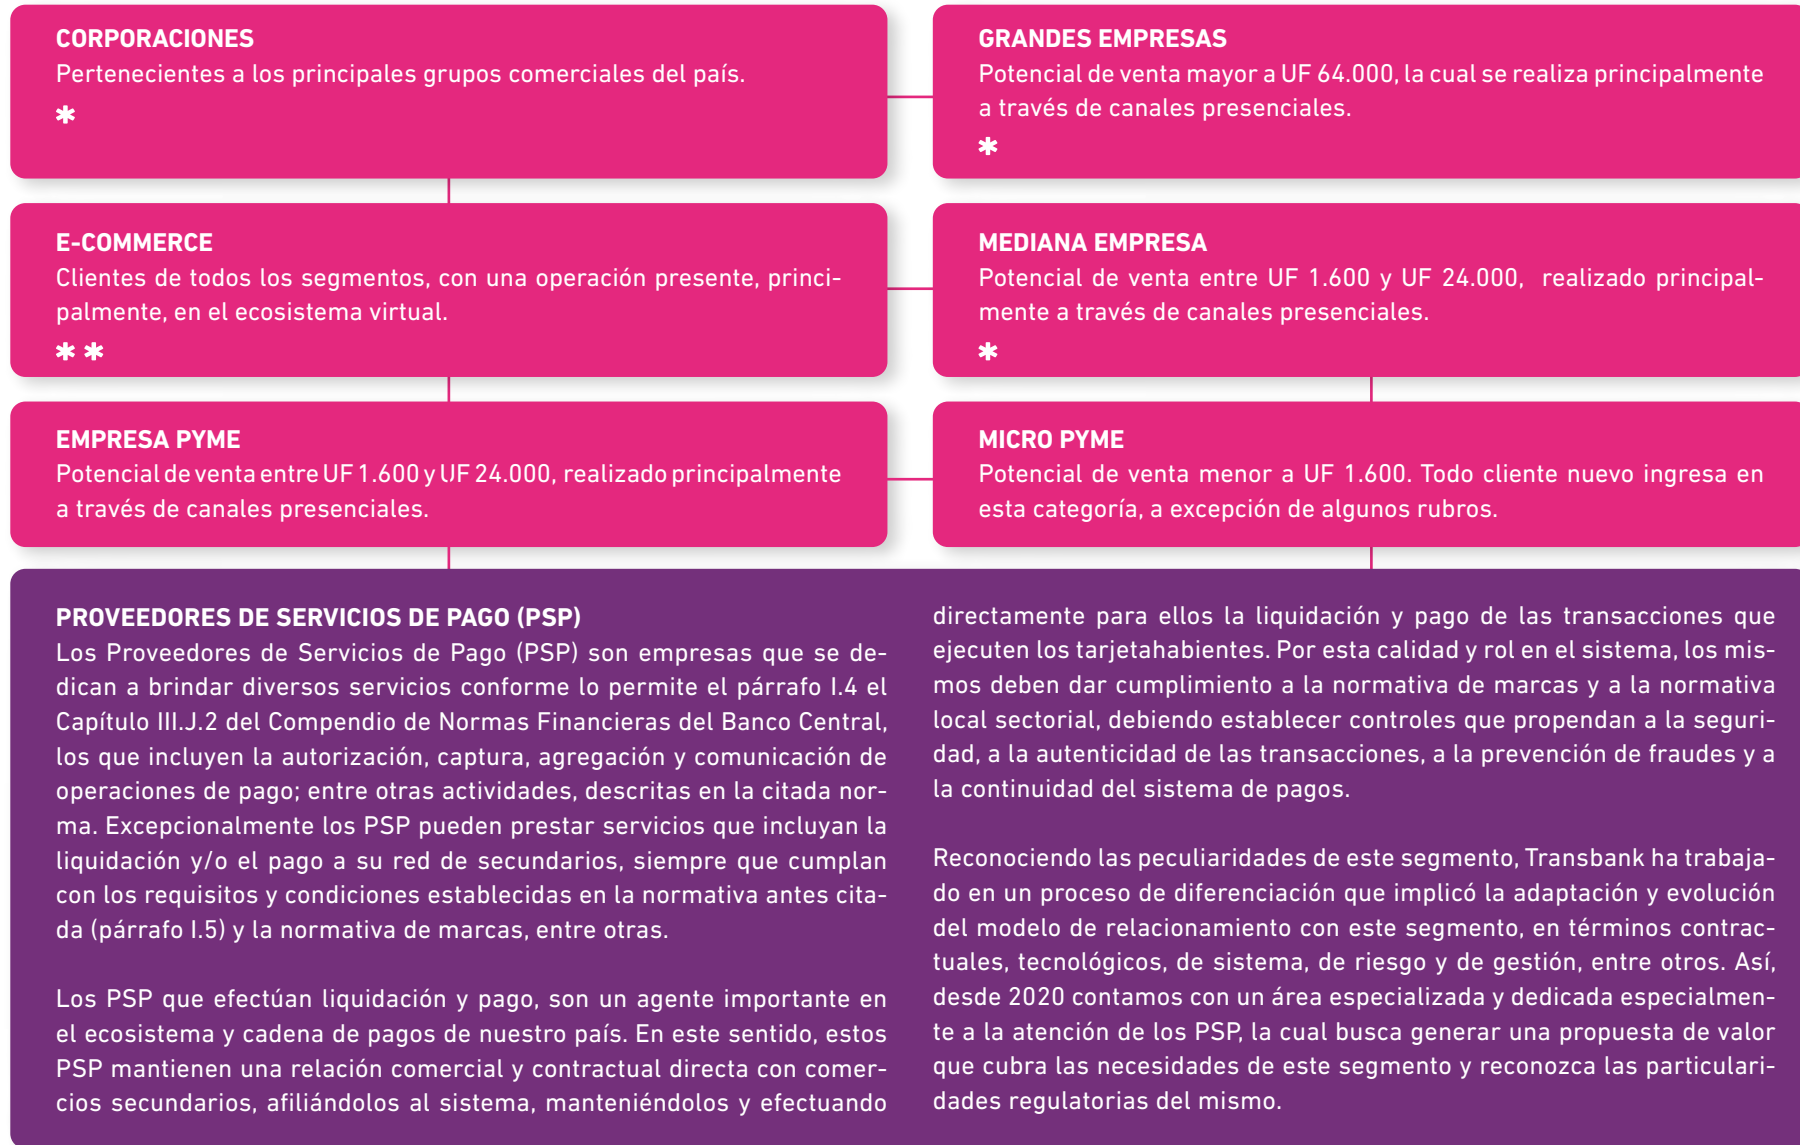 CORPORACIONES
Pertenecientes a los principales grupos comerciales del país.
*
GRANDES EMPRESAS
Potencial de venta mayor a UF 64.000, la cual se realiza principalmente
a través de canales presenciales.
*
E-COMMERCE
Clientes de todos los segmentos, con una operación presente, princi-
palmente, en el ecosistema virtual.
* *
MEDIANA EMPRESA
Potencial de venta entre UF 1.600 y UF 24.000, realizado principal-
mente a través de canales presenciales.
*
EMPRESA PYME
Potencial de venta entre UF 1.600 y UF 24.000, realizado principalmente
a través de canales presenciales.
MICRO PYME
Potencial de venta menor a UF 1.600. Todo cliente nuevo ingresa en
esta categoría, a excepción de algunos rubros.
PROVEEDORES DE SERVICIOS DE PAGO (PSP)
Los Proveedores de Servicios de Pago (PSP) son empresas que se de-
dican a brindar diversos servicios conforme lo permite el párrafo I.4 el
Capítulo III.J.2 del Compendio de Normas Financieras del Banco Central,
los que incluyen la autorización, captura, agregación y comunicación de
operaciones de pago; entre otras actividades, descritas en la citada nor-
ma. Excepcionalmente los PSP pueden prestar servicios que incluyan la
liquidación y/o el pago a su red de secundarios, siempre que cumplan
con los requisitos y condiciones establecidas en la normativa antes cita-
da (párrafo I.5) y la normativa de marcas, entre otras.
Los PSP que efectúan liquidación y pago, son un agente importante en
el ecosistema y cadena de pagos de nuestro país. En este sentido, estos
PSP mantienen una relación comercial y contractual directa con comer-
cios secundarios, afiliándolos al sistema, manteniéndolos y efectuando
directamente para ellos la liquidación y pago de las transacciones que
ejecuten los tarjetahabientes. Por esta calidad y rol en el sistema, los mis-
mos deben dar cumplimiento a la normativa de marcas y a la normativa
local sectorial, debiendo establecer controles que propendan a la seguri-
dad, a la autenticidad de las transacciones, a la prevención de fraudes y a
la continuidad del sistema de pagos.
Reconociendo las peculiaridades de este segmento, Transbank ha trabaja-
do en un proceso de diferenciación que implicó la adaptación y evolución
del modelo de relacionamiento con este segmento, en términos contrac-
tuales, tecnológicos, de sistema, de riesgo y de gestión, entre otros. Así,
desde 2020 contamos con un área especializada y dedicada especialmen-
te a la atención de los PSP, la cual busca generar una propuesta de valor
que cubra las necesidades de este segmento y reconozca las particulari-
dades regulatorias del mismo.